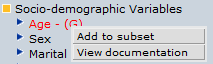 Socio-demographic Variables
Age - (G)
Sex
Add to subset
Marital
View documentation